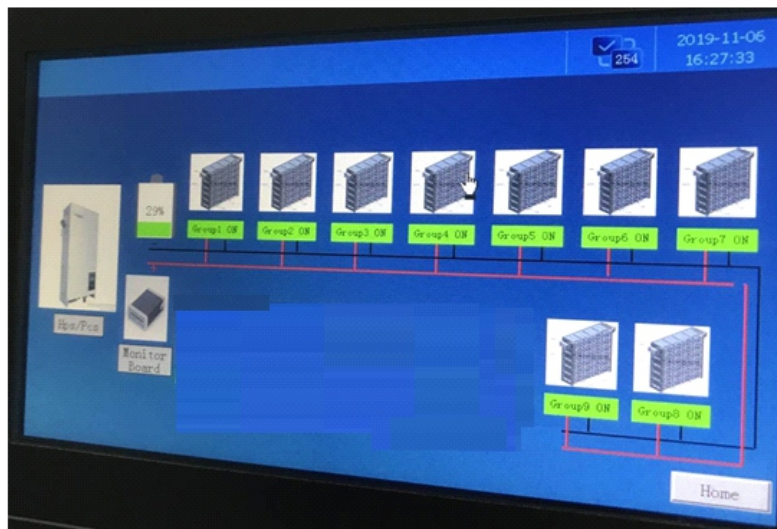 254
2019-11-06
16:27:33
29%
Group1 ON
Group2 ON
Group3 ON
Group4 ON
Group5 ON
Group6 ON
Group7 ON
Hps/Pcs
Monitor
Board
Group9 ON
Group8 ON
Home